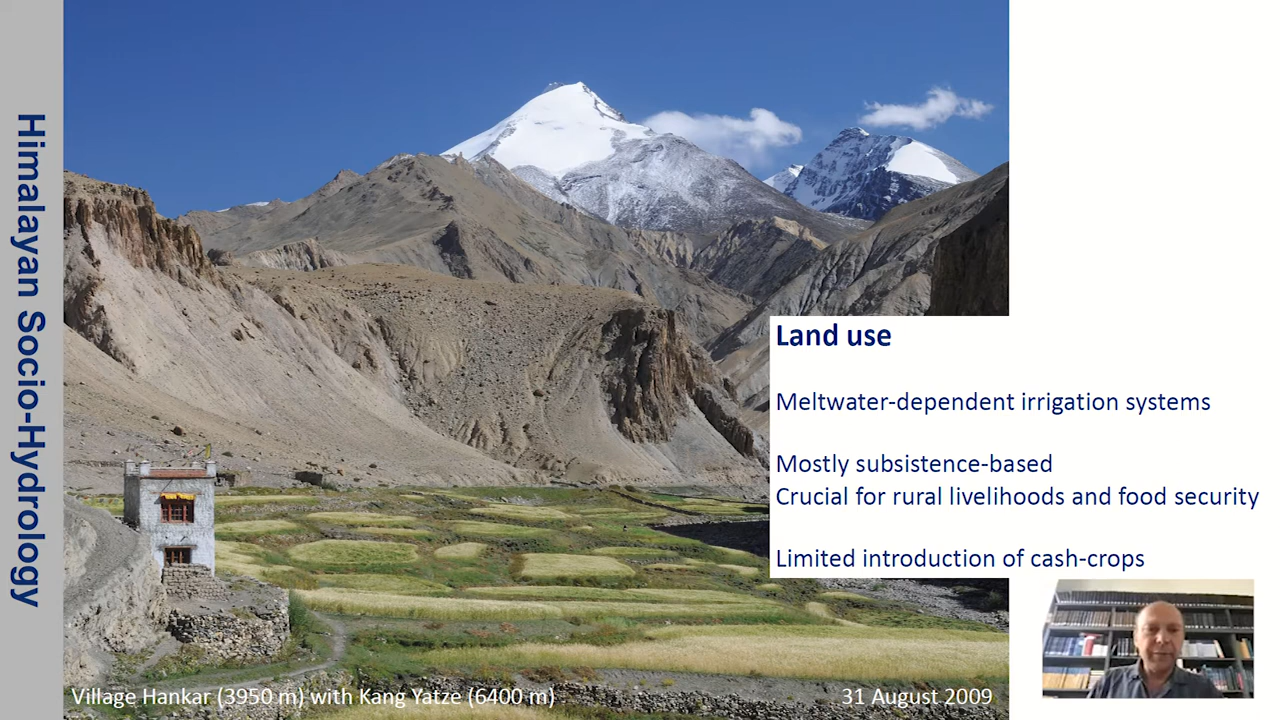 Himalayan Socio-Hydrology
Land use
Meltwater-dependent irrigation systems
Mostly subsistence-based
Crucial for rural livelihoods and food security
Limited introduction of cash-crops
Village Hankar (3950 m) with Kang Yatze (6400 m)
31 August 2009